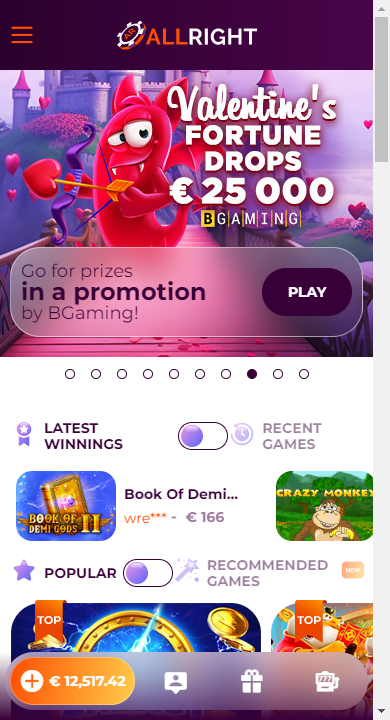 AR ALLRIGHT
Valentine's
FORTUNE
DROPS
€ 25 000
BGAMING
Go for prizes
in a promotion
by BGaming!
PLAY
LATEST
WINNINGS
RECENT
GAMES
BOOK OF
DEMI GODS II
Book Of Demi...
wre*** - € 166
CRAZY MONKEY
POPULAR
RECOMMENDED
GAMES
NEW
TOP
TOP
€ 12,517.42
777